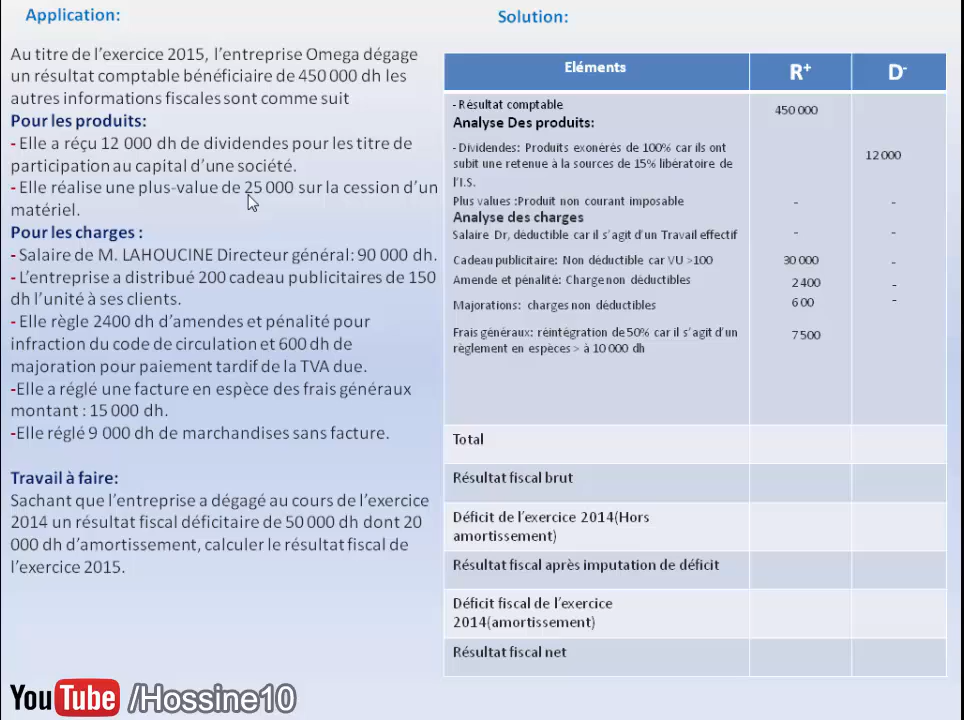 Application:
Au titre de l'exercice 2015, l'entreprise Omega dégage
un résultat comptable bénéficiaire de 450 000 dh les
autres informations fiscales sont comme suit
Pour les produits:
- Elle a réçu 12 000 dh de dividendes pour les titre de
participation au capital d'une société.
- Elle réalise une plus-value de 25 000 sur la cession d'un
matériel.
Pour les charges :
- Salaire de M. LAHOUCINE Directeur général: 90 000 dh.
- L'entreprise a distribué 200 cadeau publicitaires de 150
dh l'unité à ses clients.
- Elle règle 2400 dh d'amendes et pénalité pour
infraction du code de circulation et 600 dh de
majoration pour paiement tardif de la TVA due.
-Elle a réglé une facture en espèce des frais généraux
montant : 15 000 dh.
-Elle réglé 9 000 dh de marchandises sans facture.
Travail à faire:
Sachant que l'entreprise a dégagé au cours de l'exercice
2014 un résultat fiscal déficitaire de 50 000 dh dont 20
000 dh d'amortissement, calculer le résultat fiscal de
l'exercice 2015.
Solution:
Eléments R+ D-
- Résultat comptable 450 000
Analyse Des produits:
- Dividendes: Produits exonérés de 100% car ils ont
subit une retenue à la sources de 15% libératoire de 12 000
l'I.S.
Plus values :Produit non courant imposable - -
Analyse des charges
Salaire Dr, déductible car il s'agit d'un Travail effectif - -
Cadeau publicitaire: Non déductible car VU >100 30 000 -
Amende et pénalité: Charge non déductibles 2 400 -
Majorations: charges non déductibles 6 00 -
Frais généraux: réintégration de 50% car il s'agit d'un 7 500
règlement en espèces > à 10 000 dh
Total
Résultat fiscal brut
Déficit de l'exercice 2014(Hors
amortissement)
Résultat fiscal après imputation de déficit
Déficit fiscal de l'exercice
2014(amortissement)
Résultat fiscal net
YouTube /Hossine10